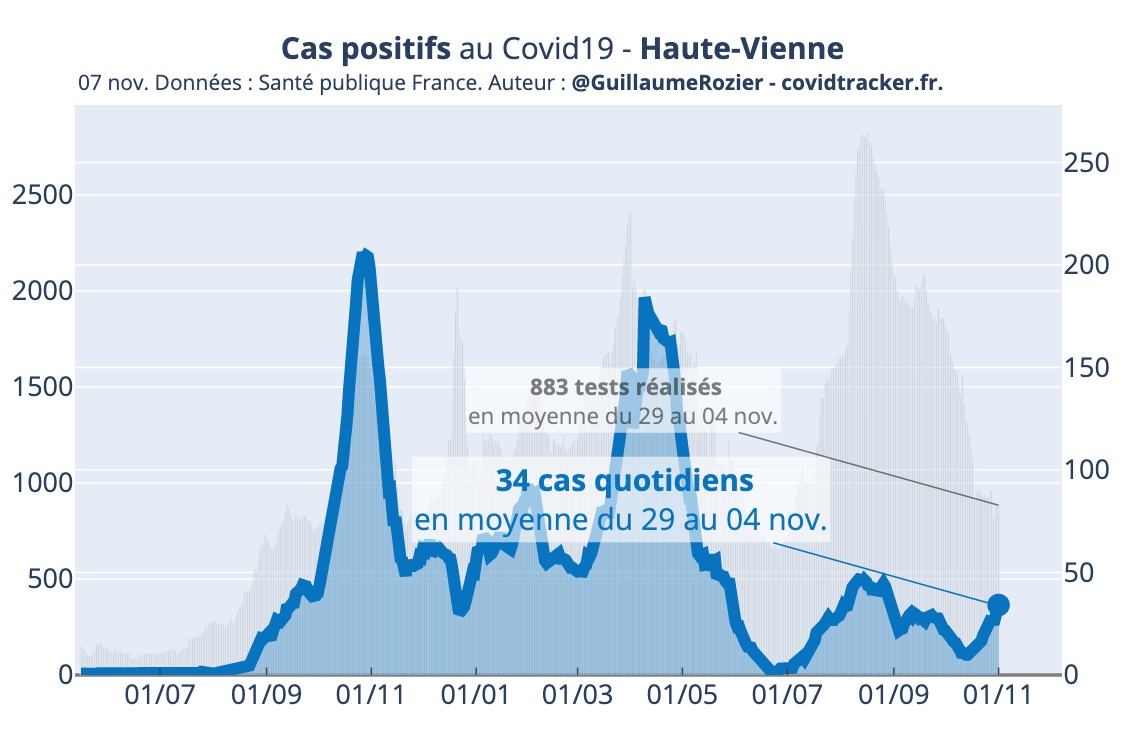 Cas positifs au Covid19 - Haute-Vienne
07 nov. Données : Santé publique France. Auteur : @GuillaumeRozier - covidtracker.fr.
250
2500
200
2000
150
1500
883 tests réalisés
en moyenne du 29 au 04 nov.
100
1000
34 cas quotidiens
en moyenne du 29 au 04 nov.
50
500
0
0
01/07 01/09 01/11 01/01 01/03 01/05 01/07 01/09 01/11